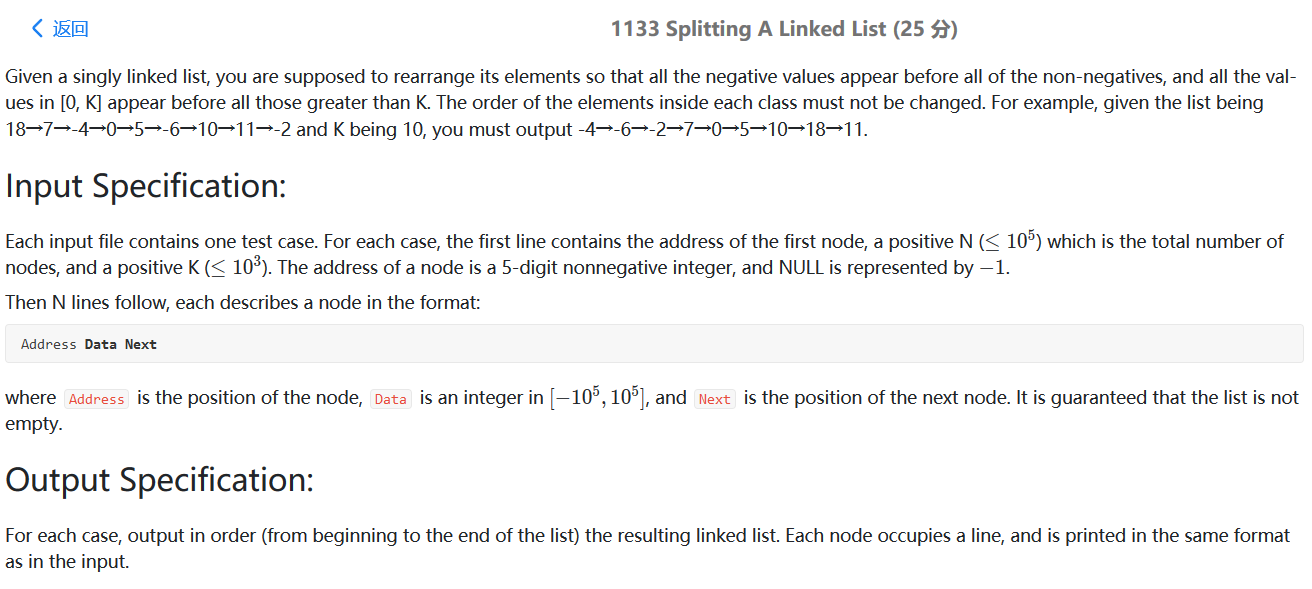 返回
1133 Splitting A Linked List (25 分)
Given a singly linked list, you are supposed to rearrange its elements so that all the negative values appear before all of the non-negatives, and all the val-
ues in [0, K] appear before all those greater than K. The order of the elements inside each class must not be changed. For example, given the list being
18→7→-4→0→5→-6→10→11→-2 and K being 10, you must output -4→-6→-2→7→0→5→10→18→11.
Input Specification:
Each input file contains one test case. For each case, the first line contains the address of the first node, a positive N (≤ 10⁵) which is the total number of
nodes, and a positive K (≤ 10³). The address of a node is a 5-digit nonnegative integer, and NULL is represented by −1.
Then N lines follow, each describes a node in the format:
Address Data Next
where Address is the position of the node, Data is an integer in [−10⁵, 10⁵], and Next is the position of the next node. It is guaranteed that the list is not
empty.
Output Specification:
For each case, output in order (from beginning to the end of the list) the resulting linked list. Each node occupies a line, and is printed in the same format
as in the input.